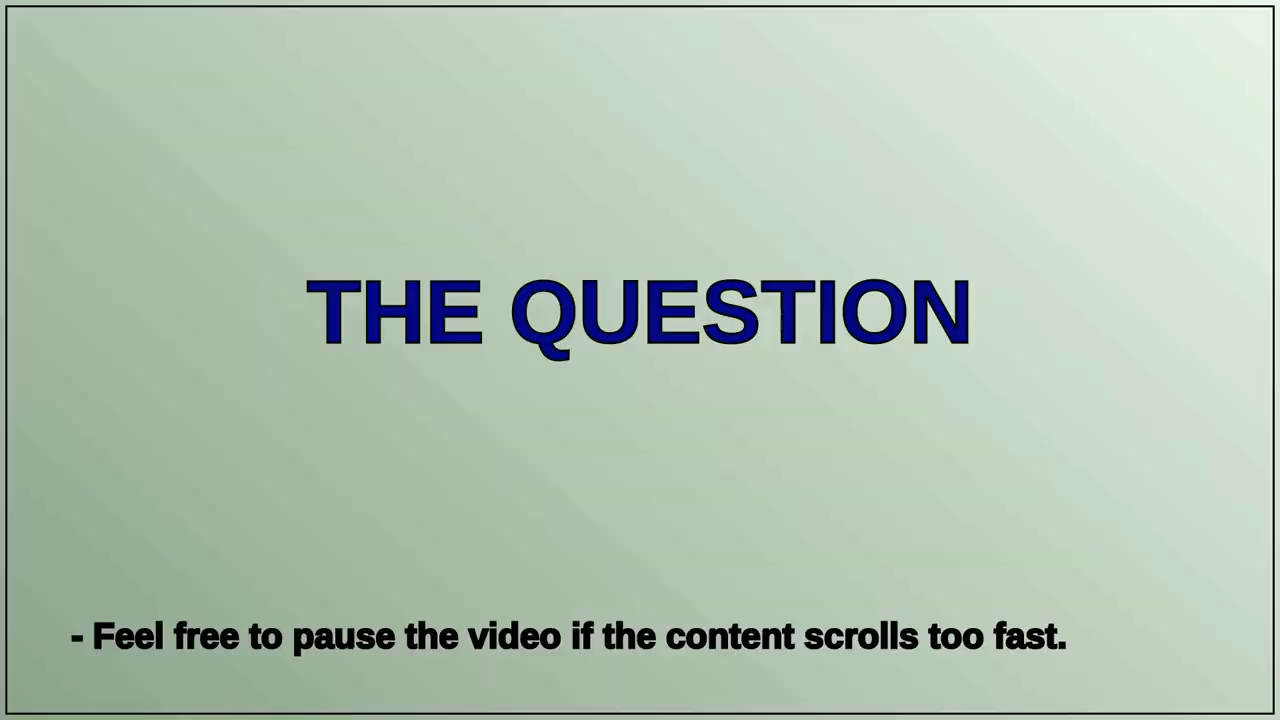 THE QUESTION
- Feel free to pause the video if the content scrolls too fast.